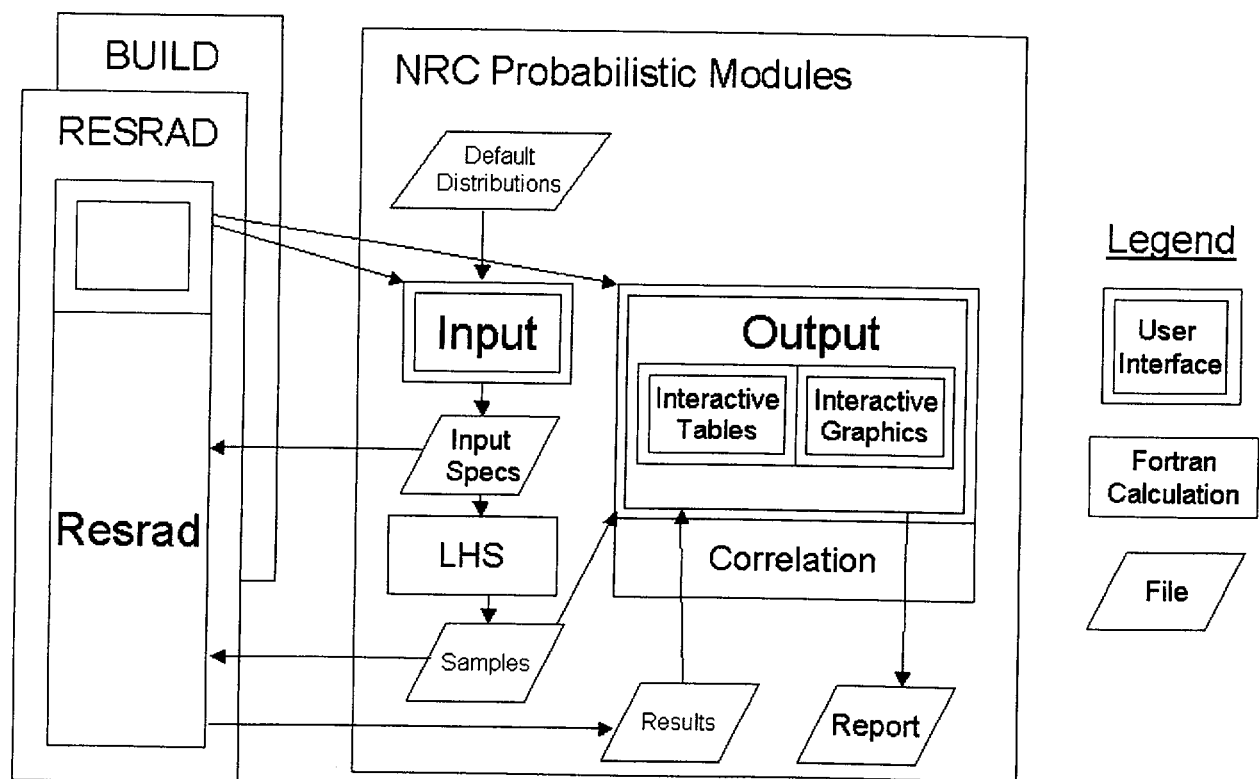 BUILD
RESRAD
Resrad
NRC Probabilistic Modules
Default
Distributions
Input
Input
Specs
LHS
Samples
Output
Interactive
Tables
Interactive
Graphics
Correlation
Results
Report
Legend
User
Interface
Fortran
Calculation
File